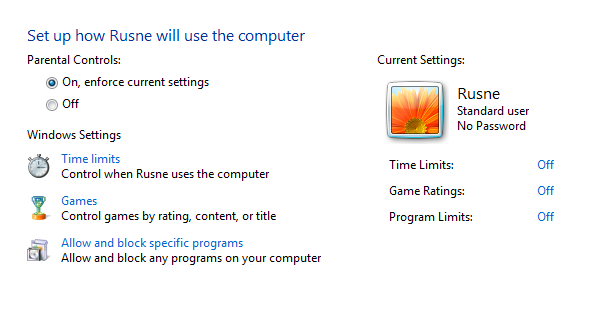 Set up how Rusne will use the computer
Parental Controls:
On, enforce current settings
Off
Windows Settings
Time limits
Control when Rusne uses the computer
Games
Control games by rating, content, or title
Allow and block specific programs
Allow and block any programs on your computer
Current Settings:
Rusne
Standard user
No Password
Time Limits: Off
Game Ratings: Off
Program Limits: Off